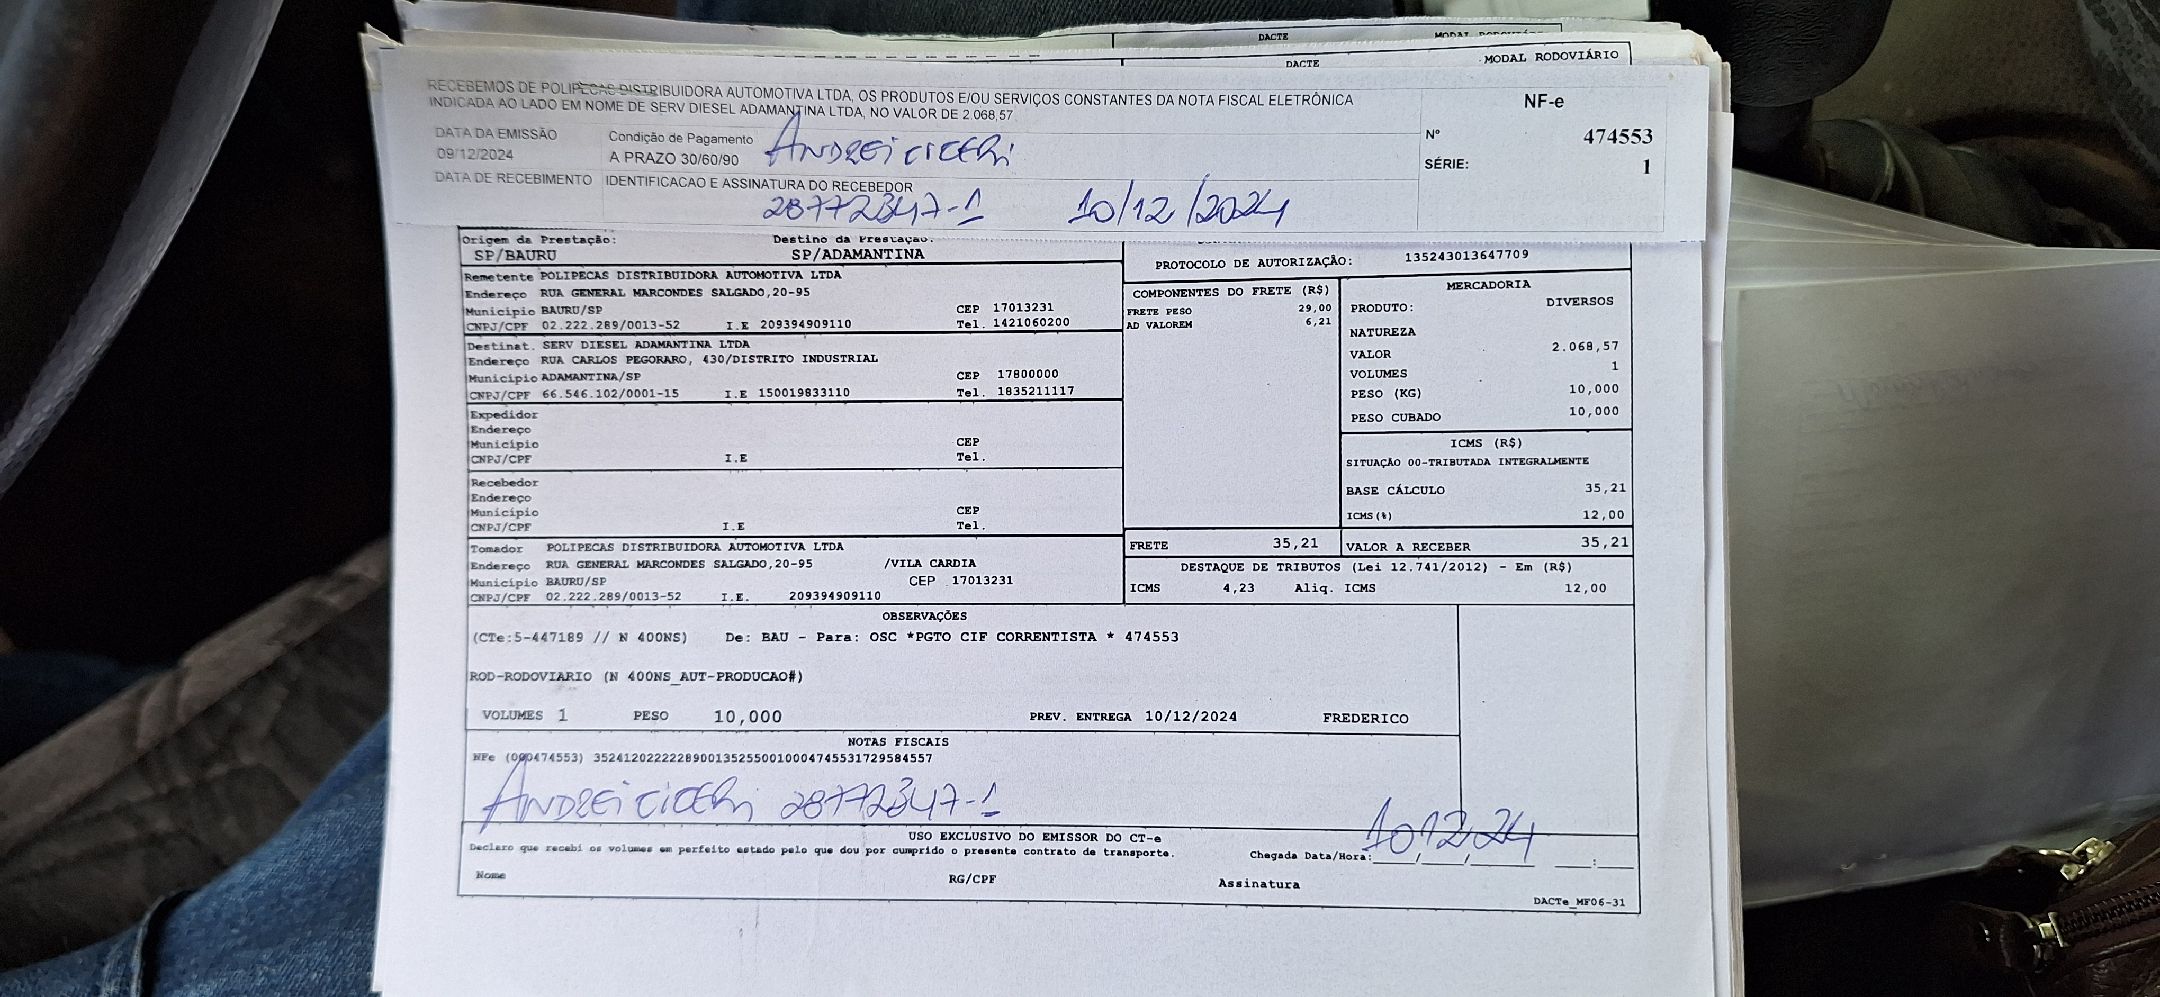 DACTE
DACTE MODAL RODOVIÁRIO
RECEBEMOS DE POLIPECAS DISTRIBUIDORA AUTOMOTIVA LTDA, OS PRODUTOS E/OU SERVIÇOS CONSTANTES DA NOTA FISCAL ELETRÔNICA
INDICADA AO LADO EM NOME DE SERV DIESEL ADAMANTINA LTDA, NO VALOR DE 2.068,57
NF-e
Nº 474553
SÉRIE: 1
DATA DA EMISSÃO
09/12/2024
Condição de Pagamento
A PRAZO 30/60/90
ANDREI CICERI
DATA DE RECEBIMENTO
IDENTIFICACAO E ASSINATURA DO RECEBEDOR
28772347-1 10/12/2024
Origem da Prestação: Destino da Prestação:
SP/BAURU SP/ADAMANTINA
PROTOCOLO DE AUTORIZAÇÃO: 135243013647709
Remetente POLIPECAS DISTRIBUIDORA AUTOMOTIVA LTDA
Endereço RUA GENERAL MARCONDES SALGADO,20-95
Município BAURU/SP CEP 17013231
CNPJ/CPF 02.222.289/0013-52 I.E 209394909110 Tel. 1421060200
Destinat. SERV DIESEL ADAMANTINA LTDA
Endereço RUA CARLOS PEGORARO, 430/DISTRITO INDUSTRIAL
Município ADAMANTINA/SP CEP 17800000
CNPJ/CPF 66.546.102/0001-15 I.E 150019833110 Tel. 1835211117
Expedidor
Endereço
Município CEP
CNPJ/CPF I.E Tel.
Recebedor
Endereço
Município CEP
CNPJ/CPF I.E Tel.
Tomador POLIPECAS DISTRIBUIDORA AUTOMOTIVA LTDA
Endereço RUA GENERAL MARCONDES SALGADO,20-95 /VILA CARDIA
Município BAURU/SP CEP 17013231
CNPJ/CPF 02.222.289/0013-52 I.E. 209394909110
COMPONENTES DO FRETE (R$)
FRETE PESO 29,00
AD VALOREM 6,21
MERCADORIA
PRODUTO: DIVERSOS
NATUREZA
VALOR 2.068,57
VOLUMES 1
PESO (KG) 10,000
PESO CUBADO 10,000
ICMS (R$)
SITUAÇÃO 00-TRIBUTADA INTEGRALMENTE
BASE CÁLCULO 35,21
ICMS(%) 12,00
FRETE 35,21 VALOR A RECEBER 35,21
DESTAQUE DE TRIBUTOS (Lei 12.741/2012) - Em (R$)
ICMS 4,23 Aliq. ICMS 12,00
OBSERVAÇÕES
(CTe:5-447189 // N 400NS) De: BAU - Para: OSC *PGTO CIF CORRENTISTA * 474553
ROD-RODOVIARIO (N 400NS_AUT-PRODUCAO#)
VOLUMES 1 PESO 10,000 PREV. ENTREGA 10/12/2024 FREDERICO
NOTAS FISCAIS
NFe (000474553) 35241202222289001352550010004745531729584557
ANDREI CICERI 28772347-1 10 12 24
USO EXCLUSIVO DO EMISSOR DO CT-e
Declaro que recebi os volumes em perfeito estado pelo que dou por cumprido o presente contrato de transporte. Chegada Data/Hora:____/____/______ ___:___
Nome RG/CPF Assinatura
DACTe_MF06-31